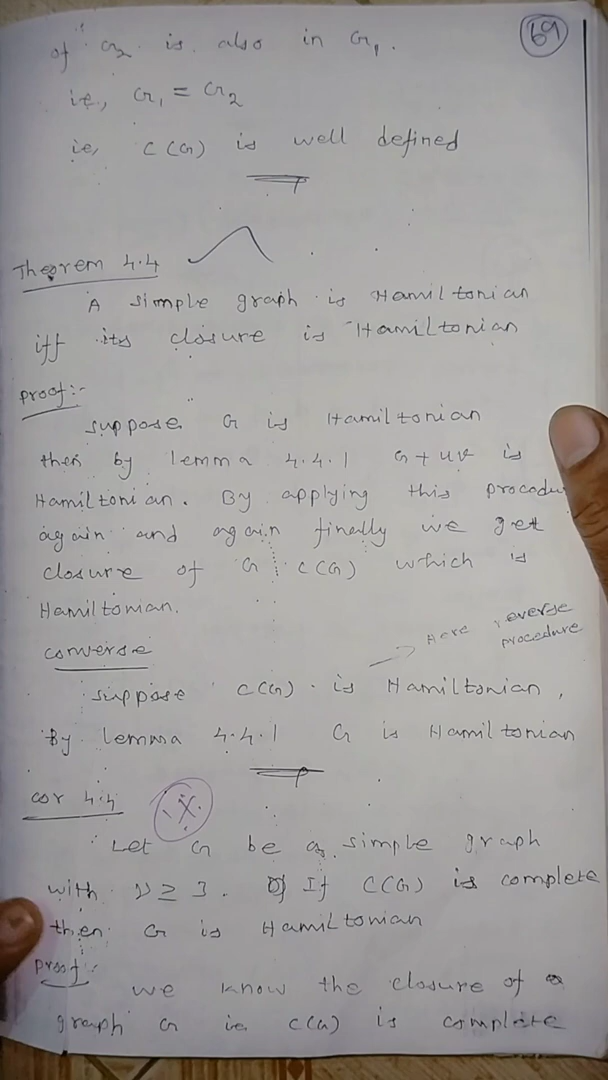 69
of G₂ is also in G₁.
ie, G₁ = G₂
ie, C(G) is well defined
Theorem 4.4
A simple graph is Hamiltonian
iff its closure is Hamiltonian
proof:-
suppose G is Hamiltonian
then by lemma 4.4.1 G+uv is
Hamiltonian. By applying this procedu
again and again finally we get
closure of G C(G) which is
Hamiltonian.
converse
→ Here reverse
procedure
suppose C(G) is Hamiltonian,
By lemma 4.4.1 G is Hamiltonian
cor 4.4
Let G be a simple graph
with ν ≥ 3. If C(G) is complete
then G is Hamiltonian
proof:-
we know the closure of a
graph G ie C(G) is complete